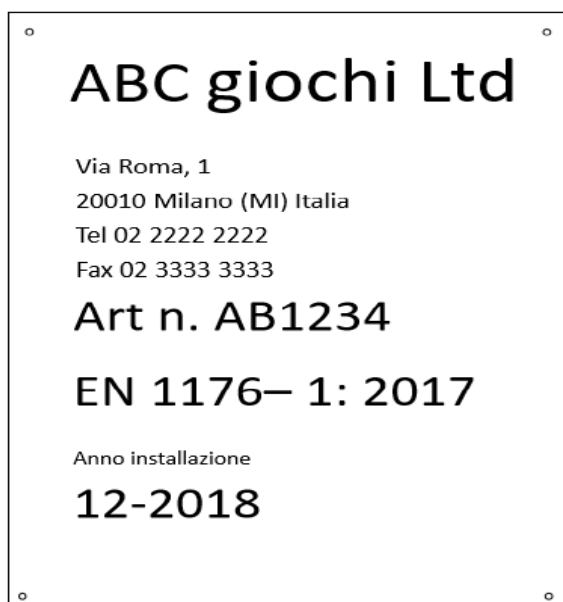 ABC giochi Ltd
Via Roma, 1
20010 Milano (MI) Italia
Tel 02 2222 2222
Fax 02 3333 3333
Art n. AB1234
EN 1176– 1: 2017
Anno installazione
12-2018